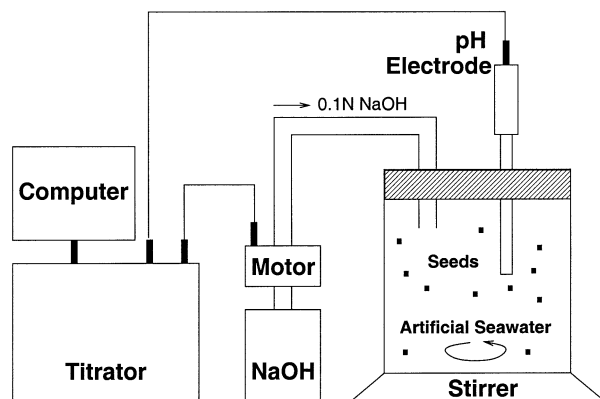 pH
Electrode
0.1N NaOH
Computer
Motor
Seeds
Artificial Seawater
Titrator
NaOH
Stirrer